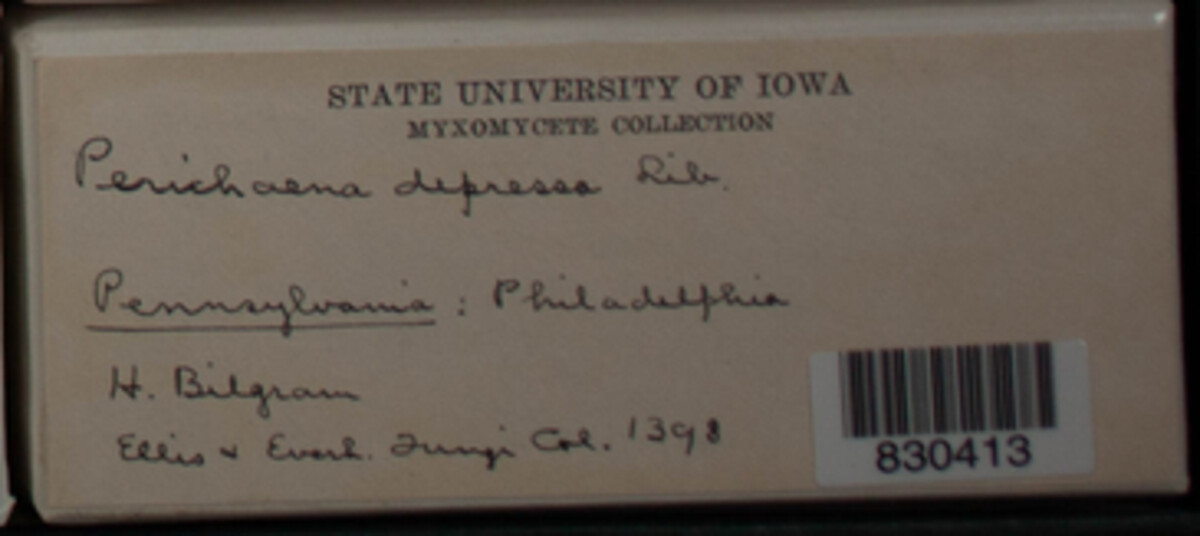 STATE UNIVERSITY OF IOWA
MYXOMYCETE COLLECTION
Perichaena depressa Lib.
Pennsylvania : Philadelphia
H. Bilgram
Ellis & Everh. Fungi Col. 1398
830413